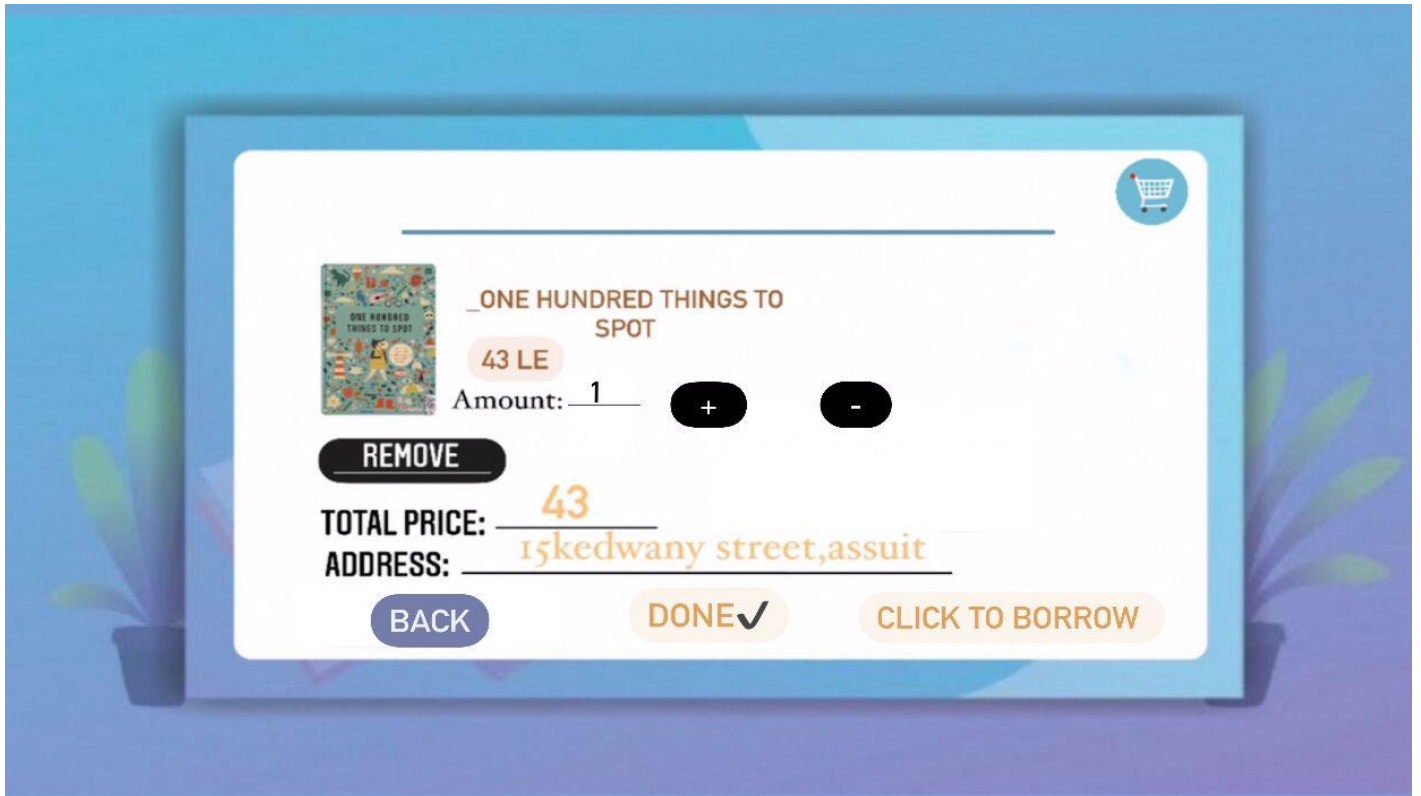 _ONE HUNDRED THINGS TO
SPOT
ONE HUNDRED
THINGS TO SPOT
43 LE
Amount: 1
+ -
REMOVE
TOTAL PRICE: 43
ADDRESS: 15kedwany street,assuit
BACK
DONE✓
CLICK TO BORROW